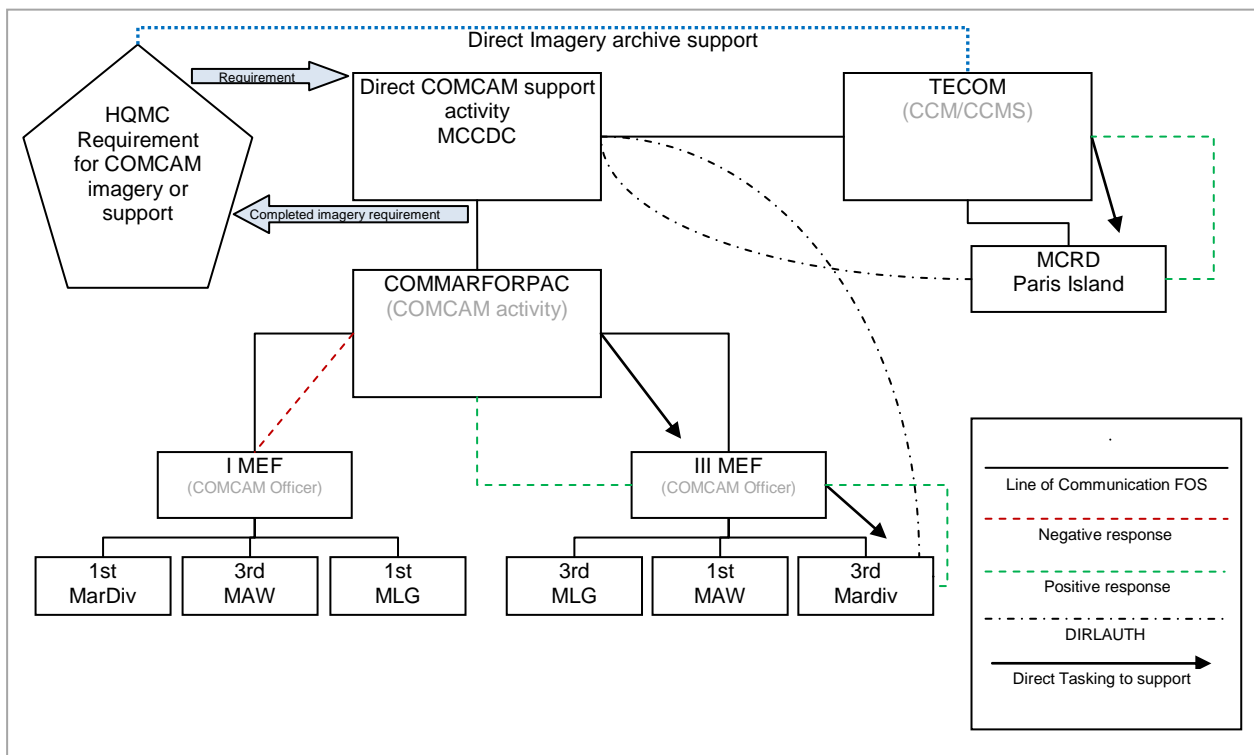 Direct Imagery archive support
Requirement
HQMC
Requirement
for COMCAM
imagery or
support
Completed imagery requirement
Direct COMCAM support
activity
MCCDC
TECOM
(CCM/CCMS)
MCRD
Paris Island
COMMARFORPAC
(COMCAM activity)
I MEF
(COMCAM Officer)
III MEF
(COMCAM Officer)
1st
MarDiv
3rd
MAW
1st
MLG
3rd
MLG
1st
MAW
3rd
Mardiv
.
Line of Communication FOS
Negative response
Positive response
DIRLAUTH
Direct Tasking to support